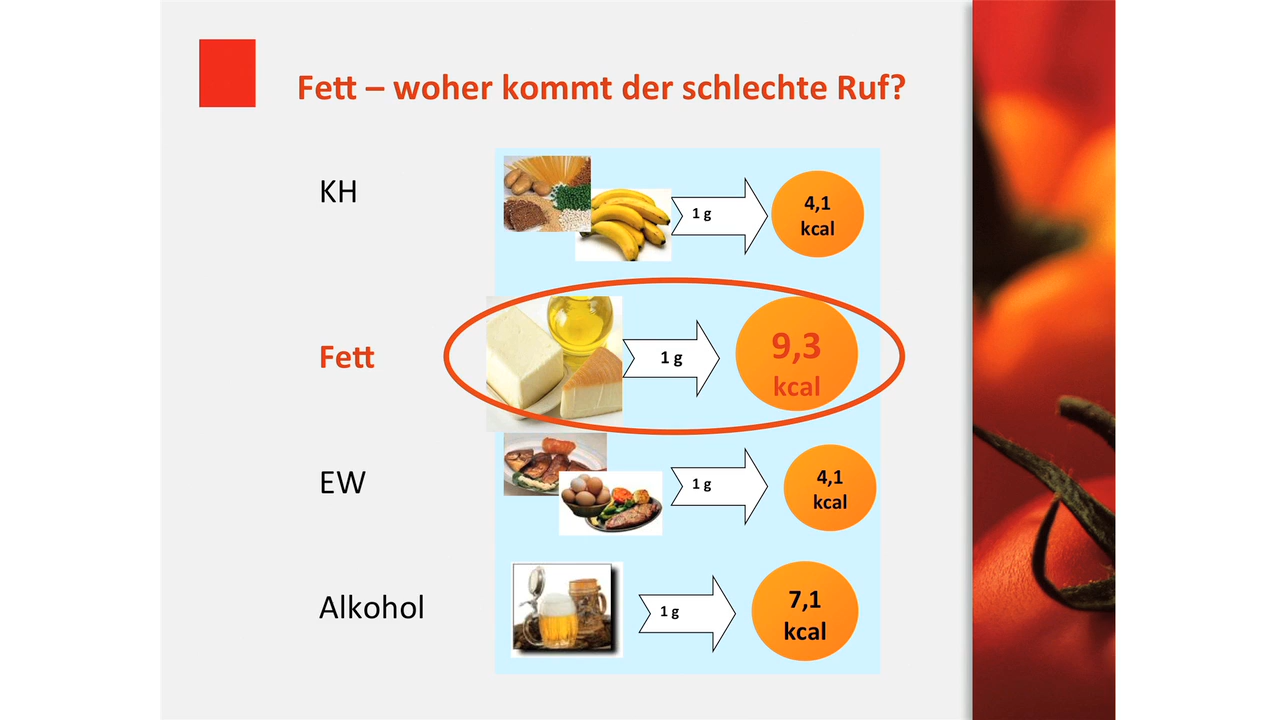 Fett – woher kommt der schlechte Ruf?
KH
1 g
4,1
kcal
Fett
1 g
9,3
kcal
EW
1 g
4,1
kcal
Alkohol
1 g
7,1
kcal